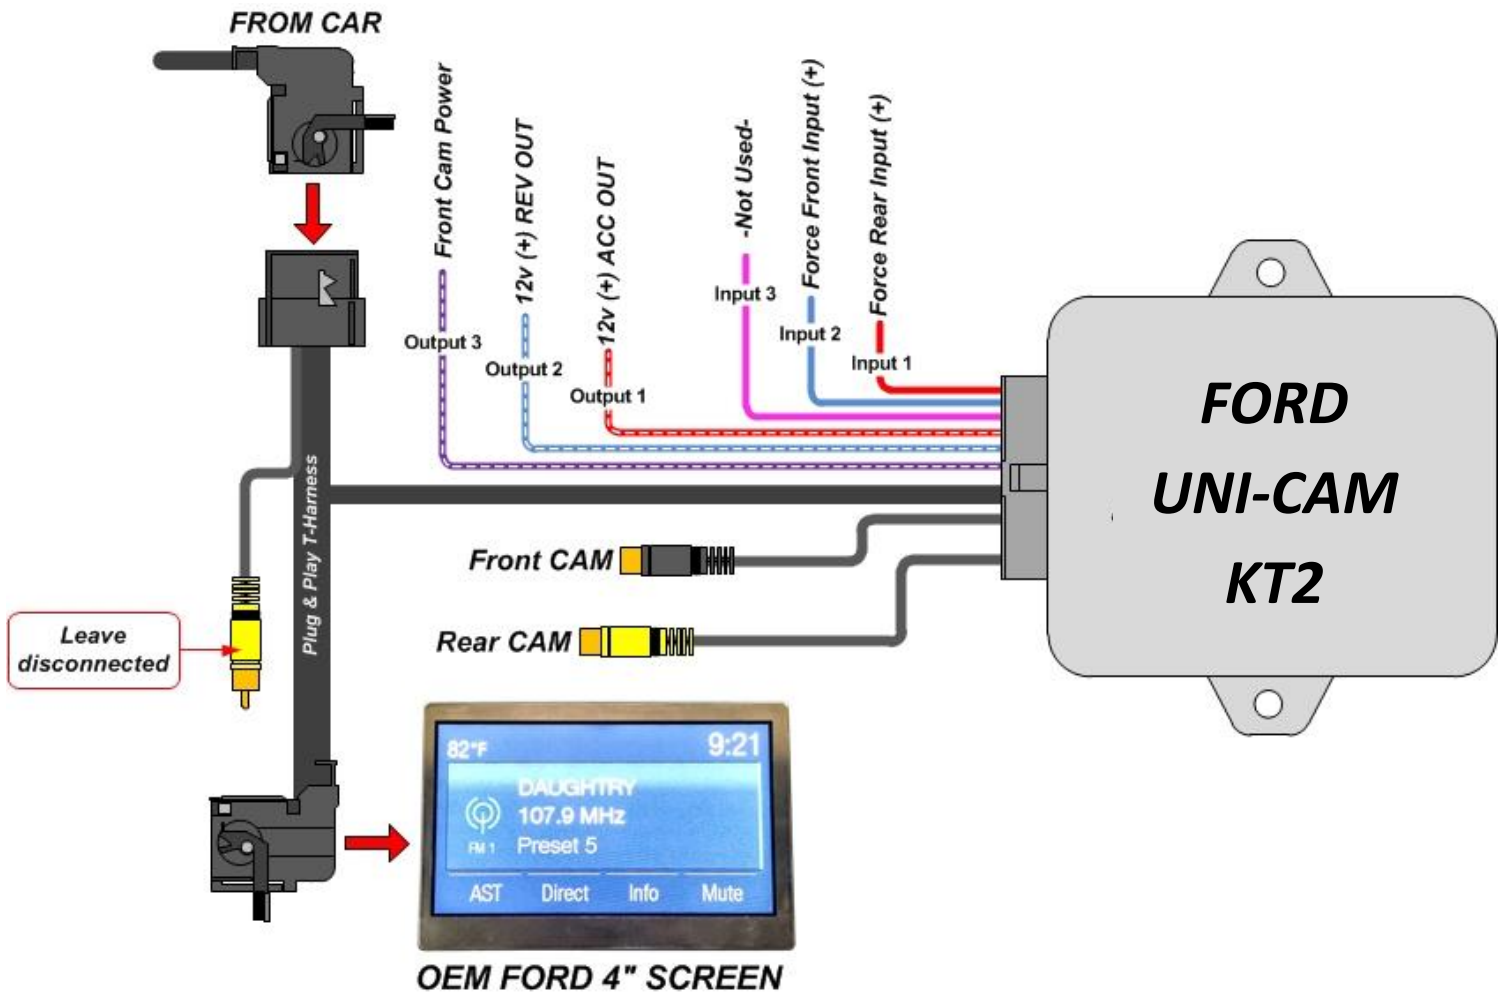 FROM CAR
Front Cam Power
12v (+) REV OUT
12v (+) ACC OUT
-Not Used-
Force Front Input (+)
Force Rear Input (+)
Output 3
Output 2
Output 1
Input 3
Input 2
Input 1
FORD
UNI-CAM
KT2
Plug & Play T-Harness
Front CAM
Rear CAM
Leave
disconnected
82°F
9:21
DAUGHTRY
107.9 MHz
FM 1
Preset 5
AST
Direct
Info
Mute
OEM FORD 4" SCREEN